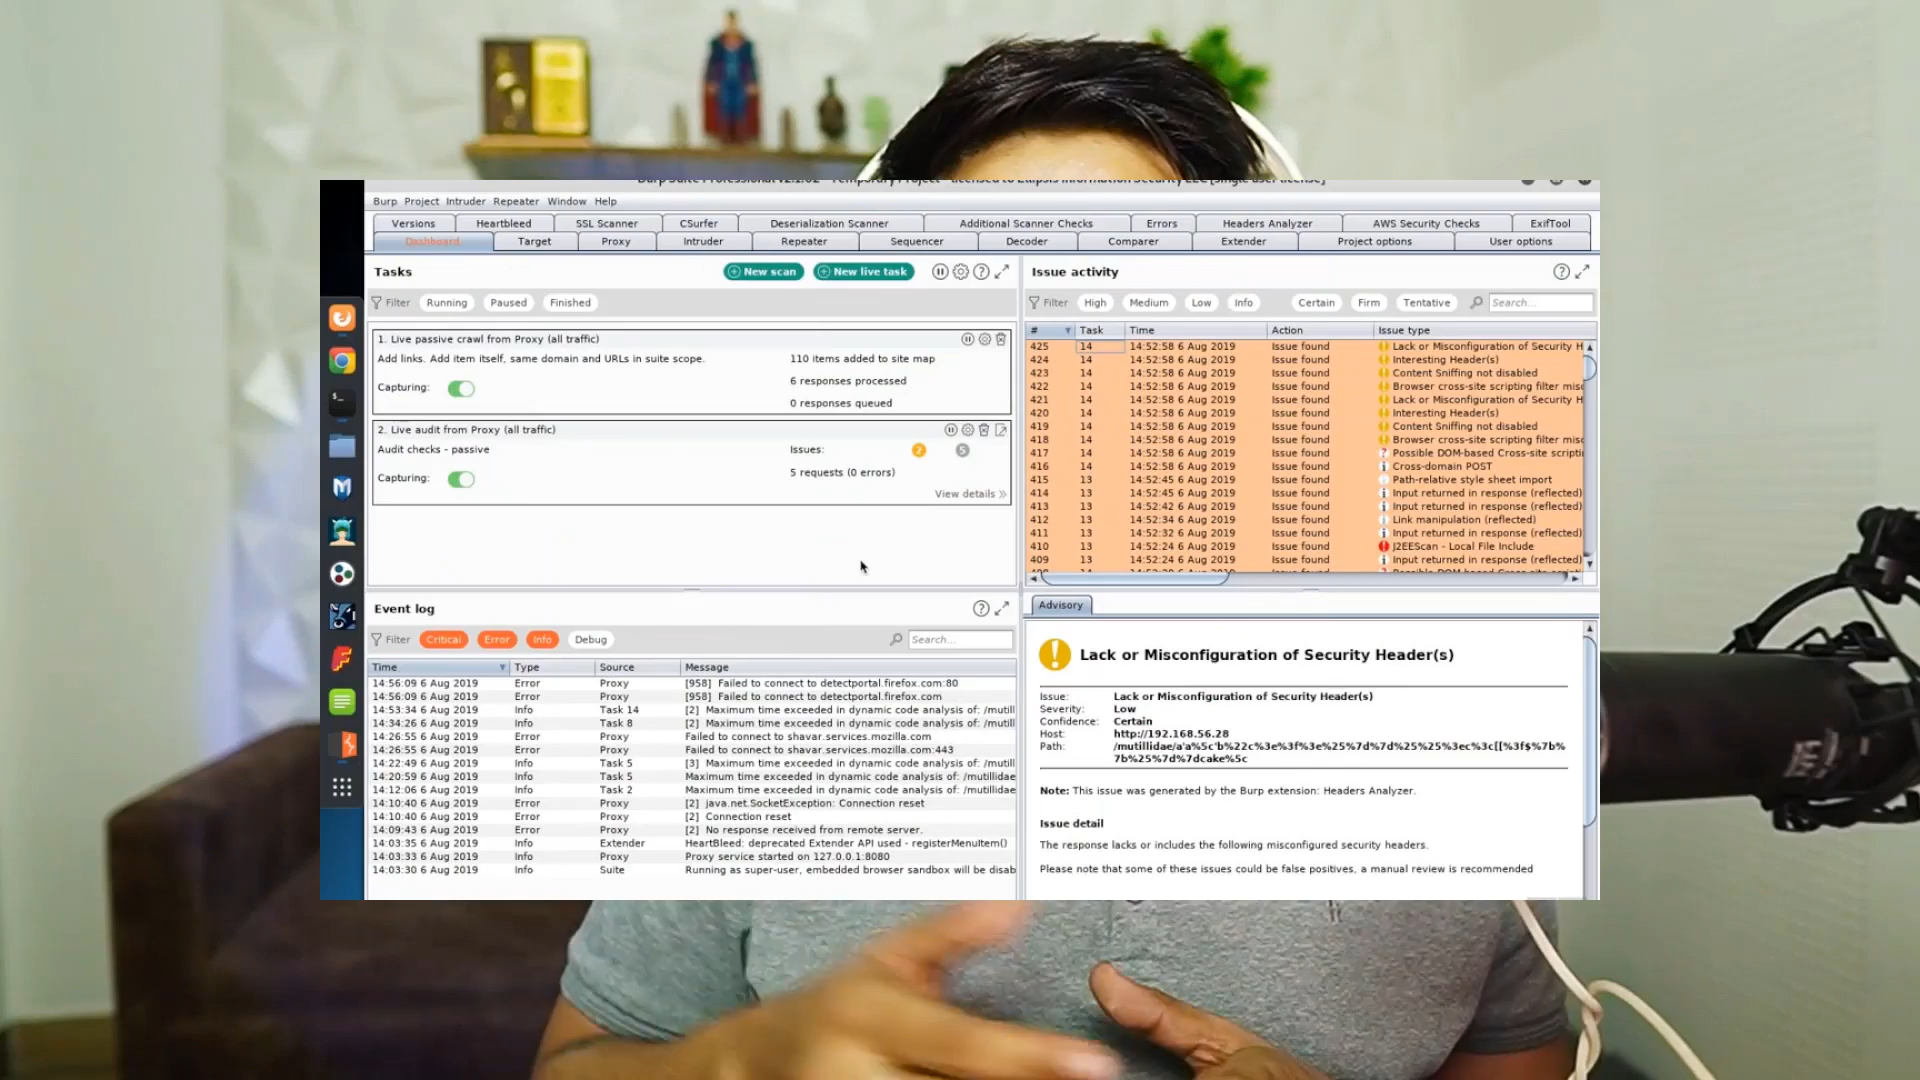 Burp Suite Professional v2.1.02 - Temporary Project - licensed to Ellipsis Information Security LLC [single user license]
Burp Project Intruder Repeater Window Help
Versions Heartbleed SSL Scanner CSurfer Deserialization Scanner Additional Scanner Checks Errors Headers Analyzer AWS Security Checks ExifTool
Dashboard Target Proxy Intruder Repeater Sequencer Decoder Comparer Extender Project options User options
Tasks
New scan
New live task
Filter Running Paused Finished
1. Live passive crawl from Proxy (all traffic)
Add links. Add item itself, same domain and URLs in suite scope.
110 items added to site map
Capturing:
6 responses processed
0 responses queued
2. Live audit from Proxy (all traffic)
Audit checks - passive
Issues: 2 5
Capturing:
5 requests (0 errors)
View details
Issue activity
Filter High Medium Low Info Certain Firm Tentative Search...
# Task Time Action Issue type
425 14 14:52:58 6 Aug 2019 Issue found Lack or Misconfiguration of Security H
424 14 14:52:58 6 Aug 2019 Issue found Interesting Header(s)
423 14 14:52:58 6 Aug 2019 Issue found Content Sniffing not disabled
422 14 14:52:58 6 Aug 2019 Issue found Browser cross-site scripting filter misc
421 14 14:52:58 6 Aug 2019 Issue found Lack or Misconfiguration of Security H
420 14 14:52:58 6 Aug 2019 Issue found Interesting Header(s)
419 14 14:52:58 6 Aug 2019 Issue found Content Sniffing not disabled
418 14 14:52:58 6 Aug 2019 Issue found Browser cross-site scripting filter misc
417 14 14:52:58 6 Aug 2019 Issue found Possible DOM-based Cross-site scripti
416 14 14:52:58 6 Aug 2019 Issue found Cross-domain POST
415 13 14:52:45 6 Aug 2019 Issue found Path-relative style sheet import
414 13 14:52:45 6 Aug 2019 Issue found Input returned in response (reflected)
413 13 14:52:42 6 Aug 2019 Issue found Input returned in response (reflected)
412 13 14:52:34 6 Aug 2019 Issue found Link manipulation (reflected)
411 13 14:52:32 6 Aug 2019 Issue found Input returned in response (reflected)
410 13 14:52:24 6 Aug 2019 Issue found J2EEScan - Local File Include
409 13 14:52:24 6 Aug 2019 Issue found Input returned in response (reflected)
Event log
Filter Critical Error Info Debug Search...
Time Type Source Message
14:56:09 6 Aug 2019 Error Proxy [958] Failed to connect to detectportal.firefox.com:80
14:56:09 6 Aug 2019 Error Proxy [958] Failed to connect to detectportal.firefox.com
14:53:34 6 Aug 2019 Info Task 14 [2] Maximum time exceeded in dynamic code analysis of: /mutill
14:34:26 6 Aug 2019 Info Task 8 [2] Maximum time exceeded in dynamic code analysis of: /mutill
14:26:55 6 Aug 2019 Error Proxy Failed to connect to shavar.services.mozilla.com
14:26:55 6 Aug 2019 Error Proxy Failed to connect to shavar.services.mozilla.com:443
14:22:49 6 Aug 2019 Info Task 5 [3] Maximum time exceeded in dynamic code analysis of: /mutill
14:20:59 6 Aug 2019 Info Task 5 Maximum time exceeded in dynamic code analysis of: /mutillidae
14:12:06 6 Aug 2019 Info Task 2 Maximum time exceeded in dynamic code analysis of: /mutillidae
14:10:40 6 Aug 2019 Error Proxy [2] java.net.SocketException: Connection reset
14:10:40 6 Aug 2019 Error Proxy [2] Connection reset
14:09:43 6 Aug 2019 Error Proxy [2] No response received from remote server.
14:03:35 6 Aug 2019 Info Extender HeartBleed: deprecated Extender API used - registerMenuItem()
14:03:33 6 Aug 2019 Info Proxy Proxy service started on 127.0.0.1:8080
14:03:30 6 Aug 2019 Info Suite Running as super-user, embedded browser sandbox will be disab
Advisory
Lack or Misconfiguration of Security Header(s)
Issue: Lack or Misconfiguration of Security Header(s)
Severity: Low
Confidence: Certain
Host: http://192.168.56.28
Path: /mutillidae/a'a%5c'b%22c%3e%3f%3e%25%7d%7d%25%25%3ec%3c[[%3f$%7b%
7b%25%7d%7dcake%5c
Note: This issue was generated by the Burp extension: Headers Analyzer.
Issue detail
The response lacks or includes the following misconfigured security headers.
Please note that some of these issues could be false positives, a manual review is recommended